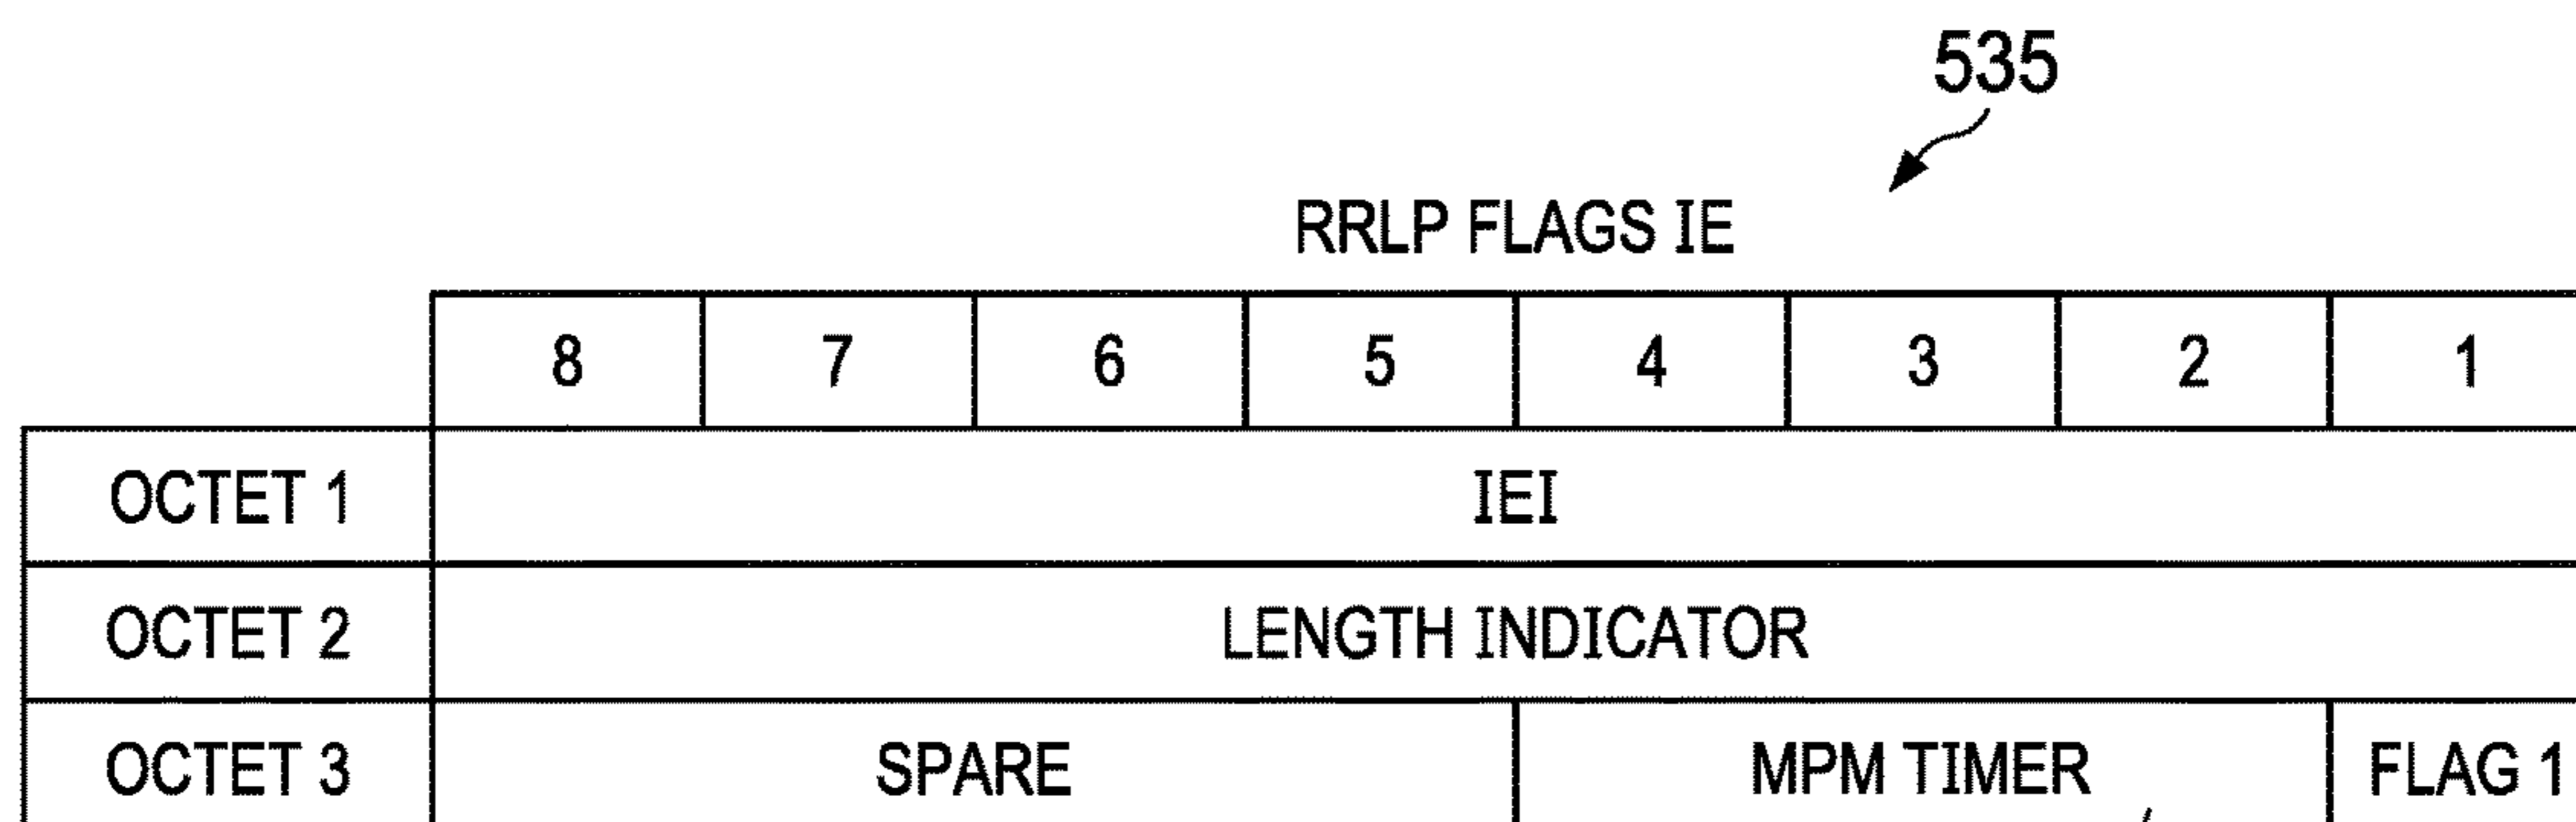 535
RRLP FLAGS IE
8 7 6 5 4 3 2 1
OCTET 1 IEI
OCTET 2 LENGTH INDICATOR
OCTET 3 SPARE MPM TIMER FLAG 1